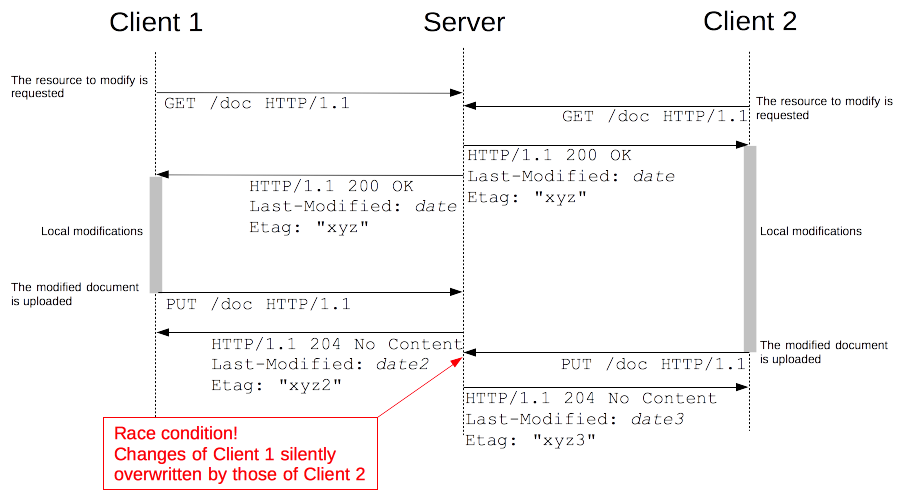 Client 1
Server
Client 2
The resource to modify is
requested
GET /doc HTTP/1.1
The resource to modify is
requested
GET /doc HTTP/1.1
HTTP/1.1 200 OK
Last-Modified: date
Etag: "xyz"
HTTP/1.1 200 OK
Last-Modified: date
Etag: "xyz"
Local modifications
Local modifications
The modified document
is uploaded
PUT /doc HTTP/1.1
HTTP/1.1 204 No Content
Last-Modified: date2
Etag: "xyz2"
The modified document
is uploaded
PUT /doc HTTP/1.1
HTTP/1.1 204 No Content
Last-Modified: date3
Etag: "xyz3"
Race condition!
Changes of Client 1 silently
overwritten by those of Client 2